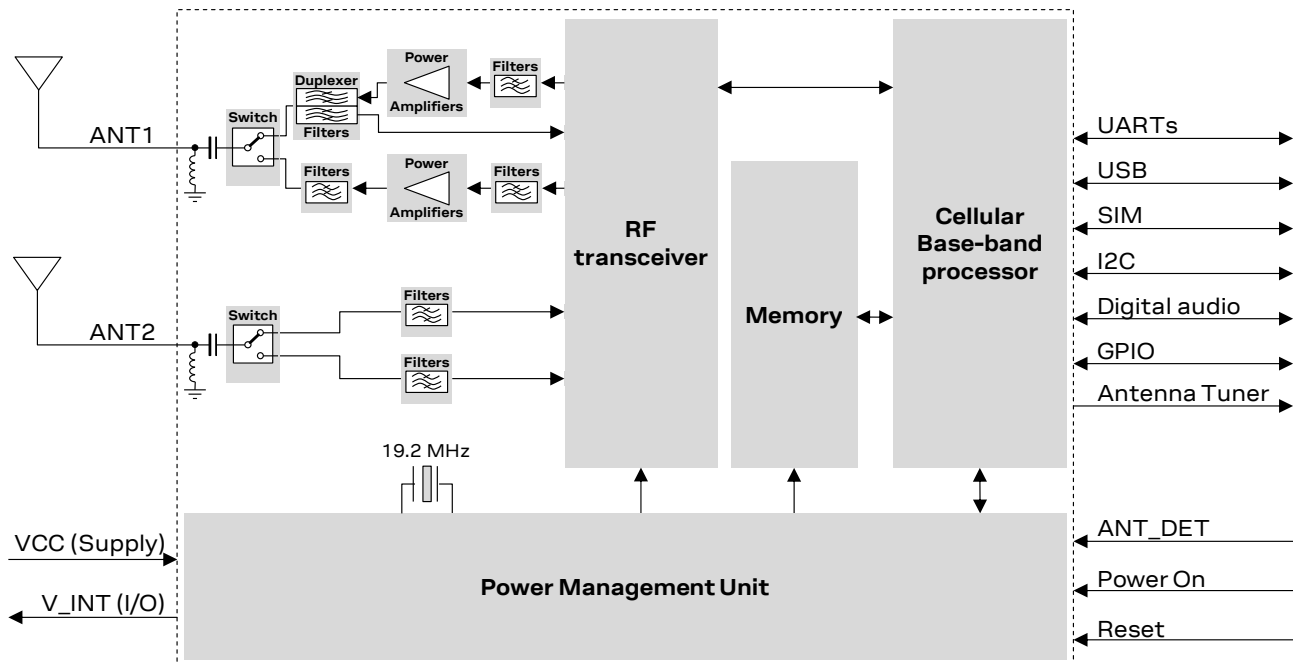 Power
Amplifiers
Filters
Duplexer
Filters
Switch
ANT1
Filters
Power
Amplifiers
Filters
RF
transceiver
Memory
Cellular
Base-band
processor
UARTs
USB
SIM
I2C
Digital audio
GPIO
Antenna Tuner
ANT2
Switch
Filters
Filters
19.2 MHz
VCC (Supply)
V_INT (I/O)
Power Management Unit
ANT_DET
Power On
Reset